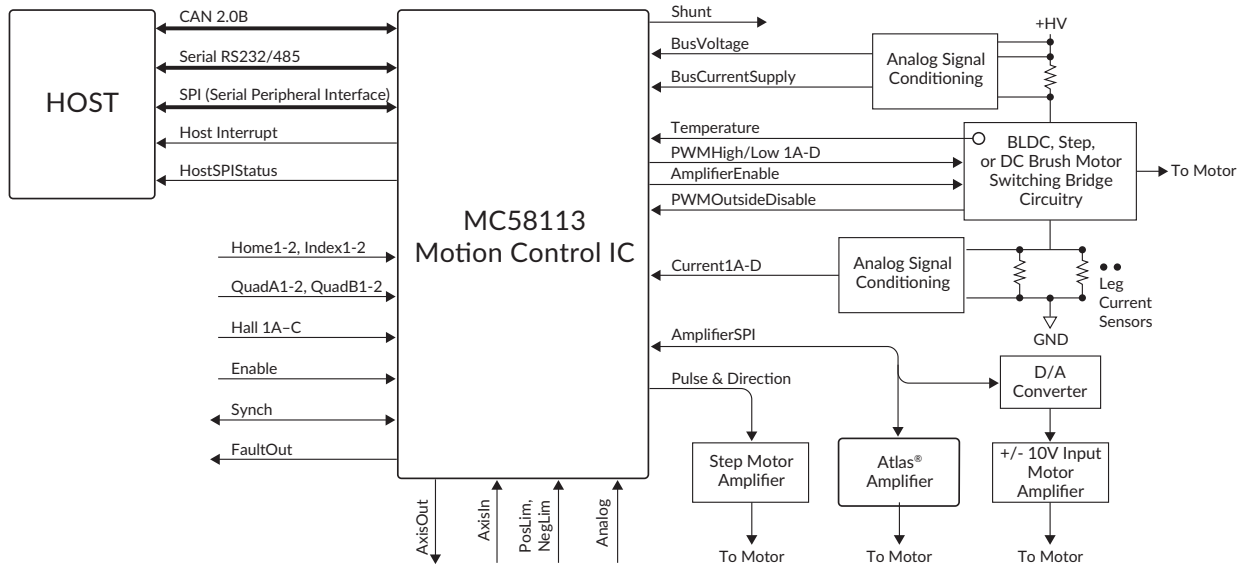 HOST
CAN 2.0B
Serial RS232/485
SPI (Serial Peripheral Interface)
Host Interrupt
HostSPIStatus
Home1-2, Index1-2
QuadA1-2, QuadB1-2
Hall 1A–C
Enable
Synch
FaultOut
MC58113
Motion Control IC
AxisOut
AxisIn
PosLim,
NegLim
Analog
Shunt
BusVoltage
BusCurrentSupply
Temperature
PWMHigh/Low 1A-D
AmplifierEnable
PWMOutsideDisable
Current1A-D
AmplifierSPI
Pulse & Direction
Analog Signal
Conditioning
+HV
BLDC, Step,
or DC Brush Motor
Switching Bridge
Circuitry
To Motor
Analog Signal
Conditioning
Leg
Current
Sensors
GND
D/A
Converter
Step Motor
Amplifier
Atlas®
Amplifier
+/- 10V Input
Motor
Amplifier
To Motor
To Motor
To Motor